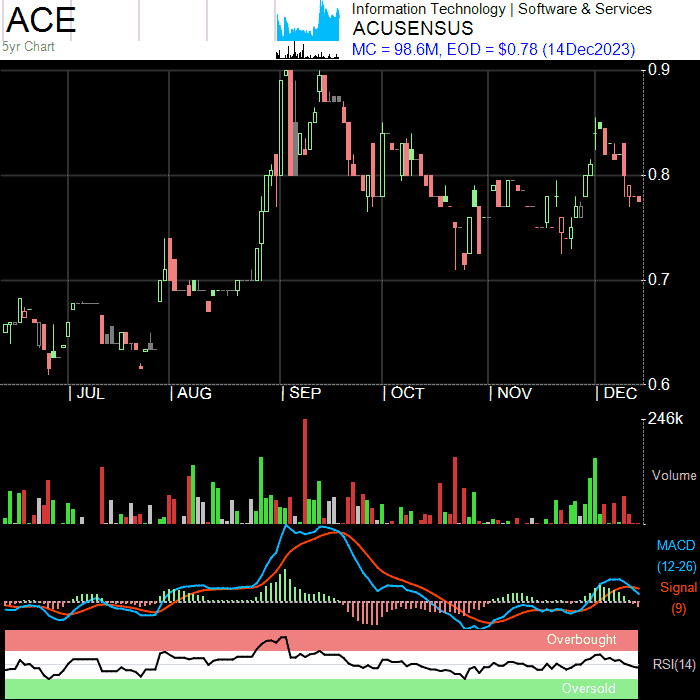 ACE
5yr Chart
Information Technology | Software & Services
ACUSENSUS
MC = 98.6M, EOD = $0.78 (14Dec2023)
0.9
0.8
0.7
0.6
JUL AUG SEP OCT NOV DEC
246k
Volume
MACD
(12-26)
Signal
(9)
Overbought
RSI(14)
Oversold